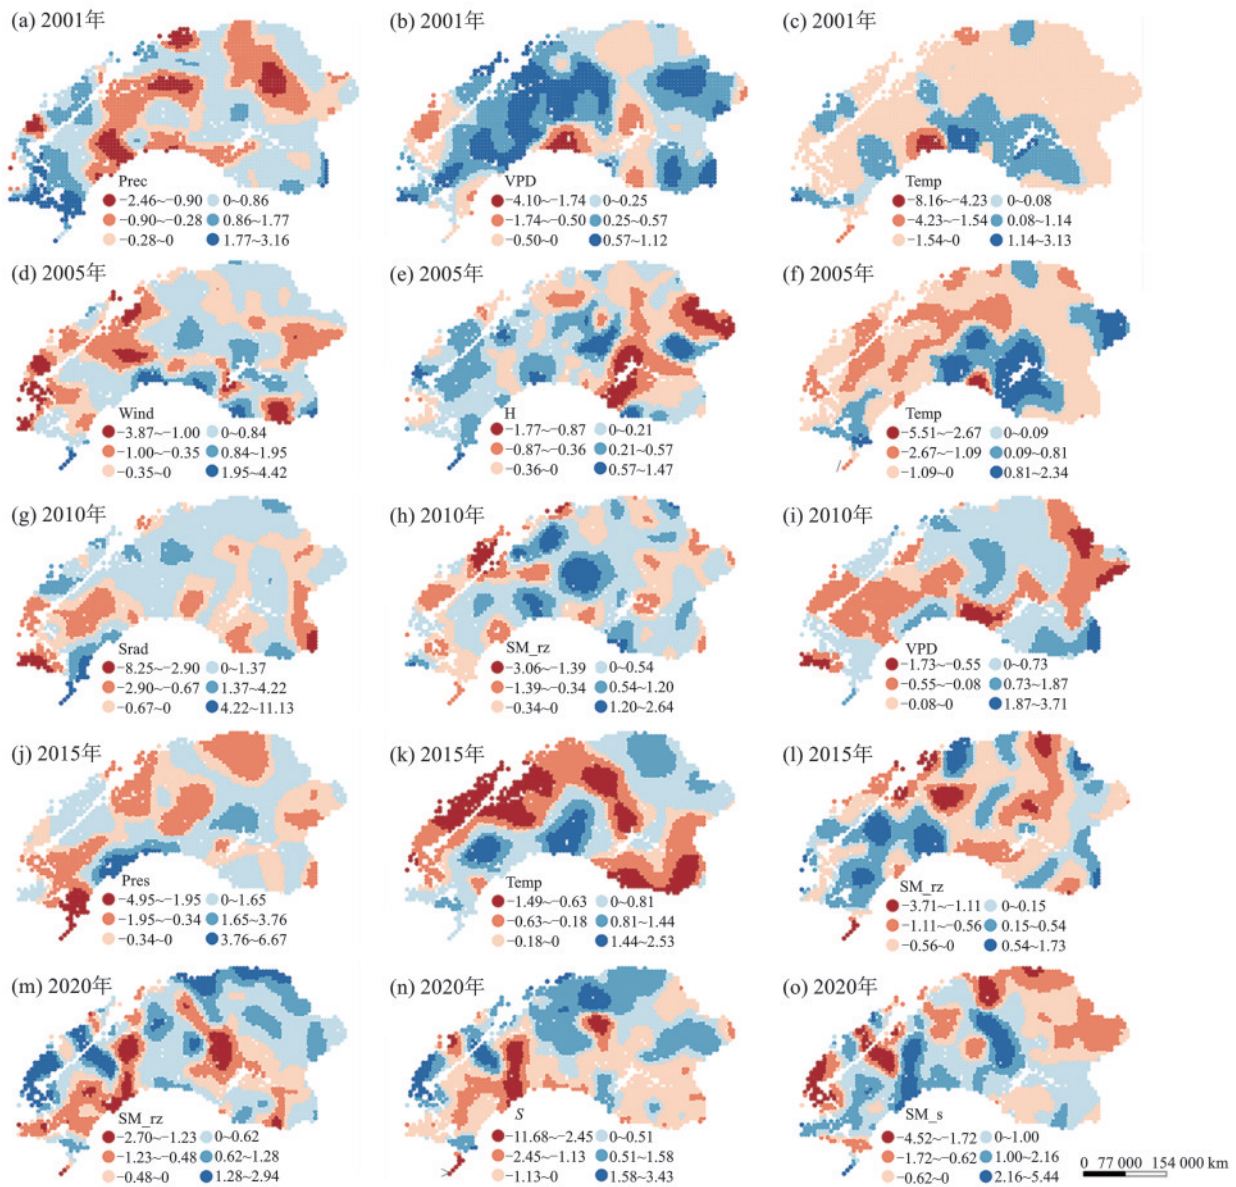 (a) 2001年
Prec
−2.46~−0.90 0~0.86
−0.90~−0.28 0.86~1.77
−0.28~0 1.77~3.16
(b) 2001年
VPD
−4.10~−1.74 0~0.25
−1.74~−0.50 0.25~0.57
−0.50~0 0.57~1.12
(c) 2001年
Temp
−8.16~−4.23 0~0.08
−4.23~−1.54 0.08~1.14
−1.54~0 1.14~3.13
(d) 2005年
Wind
−3.87~−1.00 0~0.84
−1.00~−0.35 0.84~1.95
−0.35~0 1.95~4.42
(e) 2005年
H
−1.77~−0.87 0~0.21
−0.87~−0.36 0.21~0.57
−0.36~0 0.57~1.47
(f) 2005年
Temp
−5.51~−2.67 0~0.09
−2.67~−1.09 0.09~0.81
−1.09~0 0.81~2.34
(g) 2010年
Srad
−8.25~−2.90 0~1.37
−2.90~−0.67 1.37~4.22
−0.67~0 4.22~11.13
(h) 2010年
SM_rz
−3.06~−1.39 0~0.54
−1.39~−0.34 0.54~1.20
−0.34~0 1.20~2.64
(i) 2010年
VPD
−1.73~−0.55 0~0.73
−0.55~−0.08 0.73~1.87
−0.08~0 1.87~3.71
(j) 2015年
Pres
−4.95~−1.95 0~1.65
−1.95~−0.34 1.65~3.76
−0.34~0 3.76~6.67
(k) 2015年
Temp
−1.49~−0.63 0~0.81
−0.63~−0.18 0.81~1.44
−0.18~0 1.44~2.53
(l) 2015年
SM_rz
−3.71~−1.11 0~0.15
−1.11~−0.56 0.15~0.54
−0.56~0 0.54~1.73
(m) 2020年
SM_rz
−2.70~−1.23 0~0.62
−1.23~−0.48 0.62~1.28
−0.48~0 1.28~2.94
(n) 2020年
S
−11.68~−2.45 0~0.51
−2.45~−1.13 0.51~1.58
−1.13~0 1.58~3.43
(o) 2020年
SM_s
−4.52~−1.72 0~1.00
−1.72~−0.62 1.00~2.16
−0.62~0 2.16~5.44
0 77 000 154 000 km